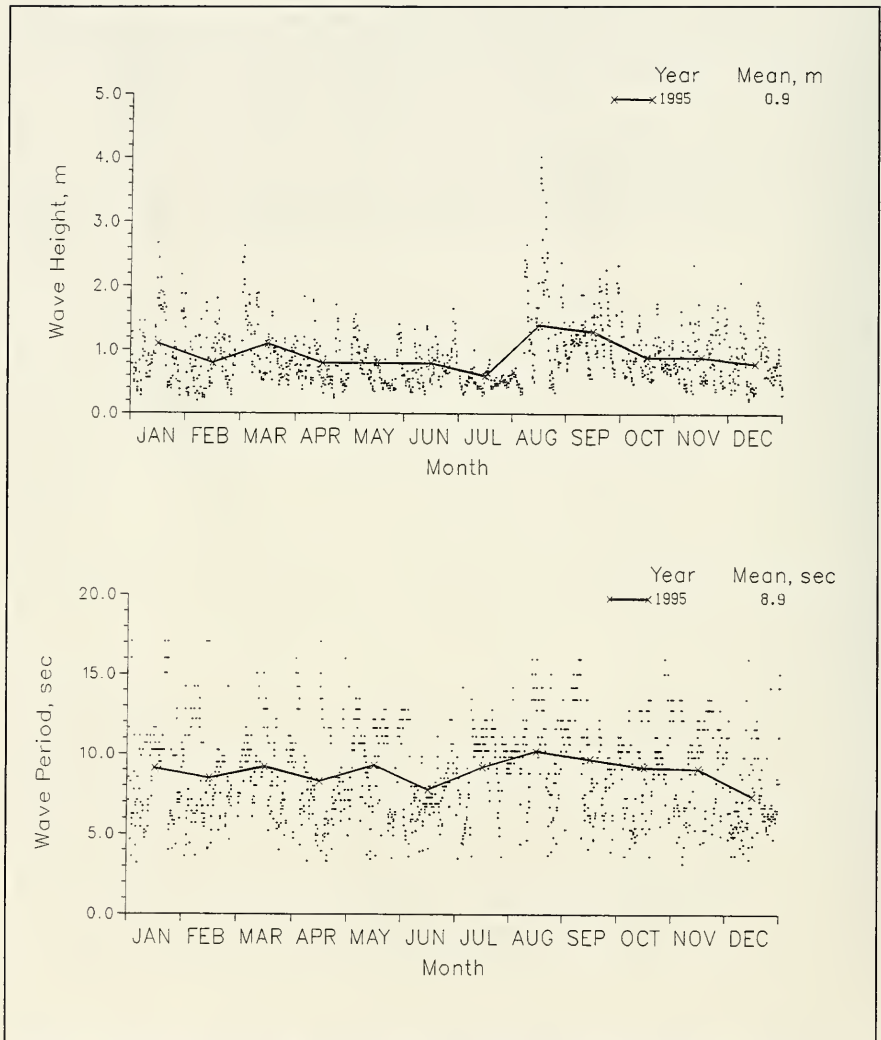 Year Mean, m
1995 0.9
5.0
4.0
3.0
2.0
1.0
0.0
Wave Height, m
JAN FEB MAR APR MAY JUN JUL AUG SEP OCT NOV DEC
Month
Year Mean, sec
1995 8.9
20.0
15.0
10.0
5.0
0.0
Wave Period, sec
JAN FEB MAR APR MAY JUN JUL AUG SEP OCT NOV DEC
Month